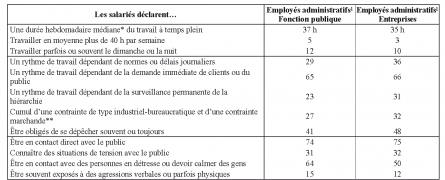 Les salariés déclarent… Employés administratifs¹ Fonction publique Employés administratifs² Entreprises
Une durée hebdomadaire médiane* du travail à temps plein 37 h 35 h
Travailler en moyenne plus de 40 h par semaine 5 3
Travailler parfois ou souvent le dimanche ou la nuit 12 10
Un rythme de travail dépendant de normes ou délais journaliers 29 36
Un rythme de travail dépendant de la demande immédiate de clients ou du
public 65 66
Un rythme de travail dépendant de la surveillance permanente de la
hiérarchie 23 31
Cumul d'une contrainte de type industriel-bureaucratique et d'une contrainte
marchande** 27 32
Être obligés de se dépêcher souvent ou toujours 41 48
Être en contact direct avec le public 74 75
Connaître des situations de tension avec le public 31 32
Être en contact avec des personnes en détresse ou devoir calmer des gens 64 50
Être souvent exposés à des agressions verbales ou parfois physiques 15 12